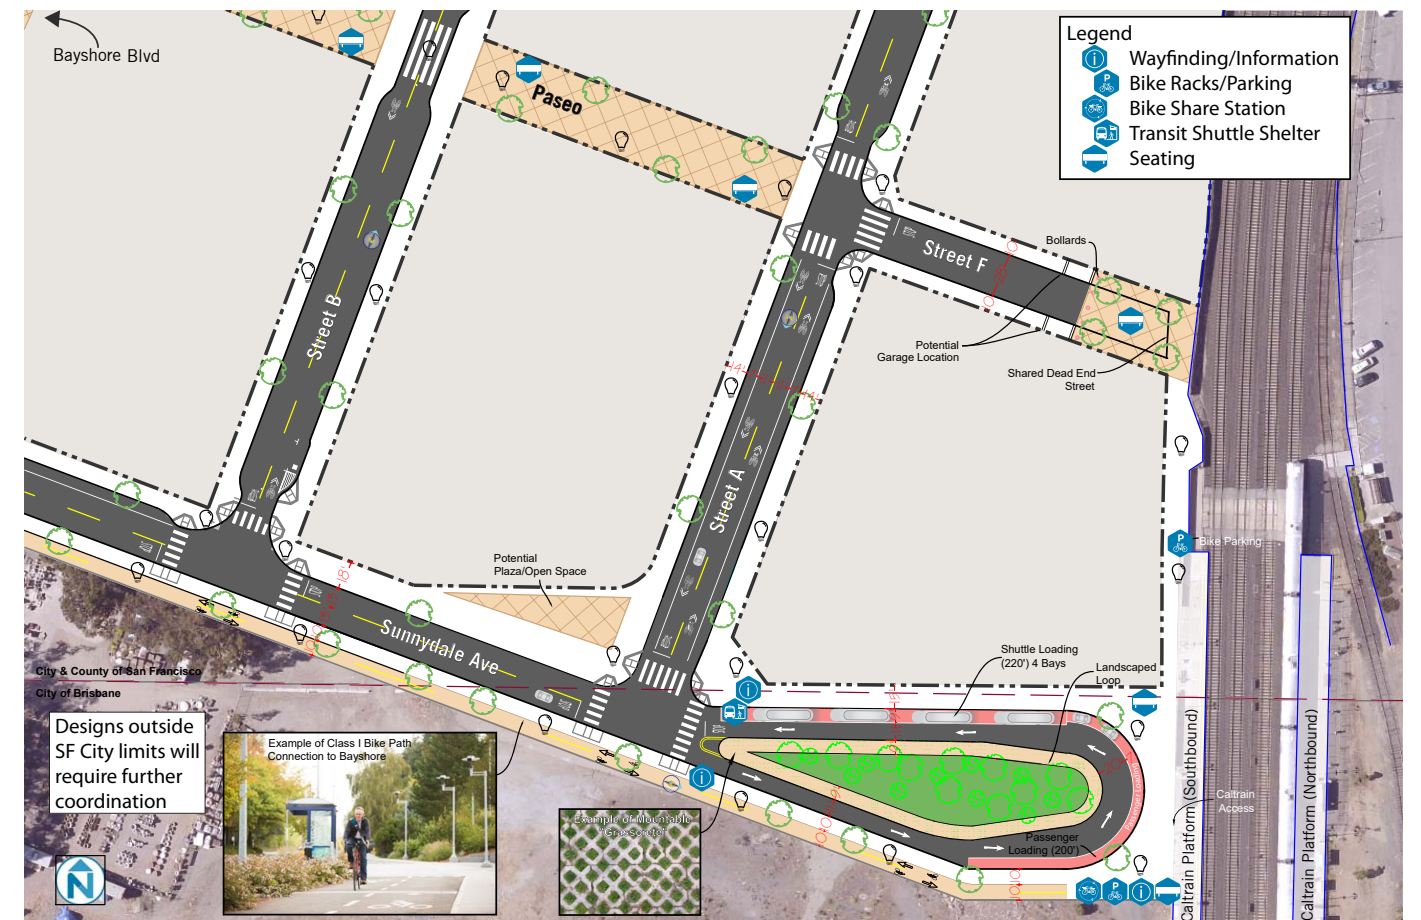 Bayshore Blvd
Legend
Wayfinding/Information
Bike Racks/Parking
Bike Share Station
Transit Shuttle Shelter
Seating
Paseo
Street B
Street F
Bollards
Potential
Garage Location
Shared Dead End
Street
Street A
Bike Parking
Potential
Plaza/Open Space
18'
Sunnydale Ave
City & County of San Francisco
City of Brisbane
Shuttle Loading
(220') 4 Bays
Landscaped
Loop
Designs outside
SF City limits will
require further
coordination
Example of Class I Bike Path
Connection to Bayshore
Example of Mountable
"Grasscrete"
Passenger
Loading (200')
Passenger Loading
Caltrain
Access
Caltrain Platform (Southbound)
Caltrain Platform (Northbound)
N